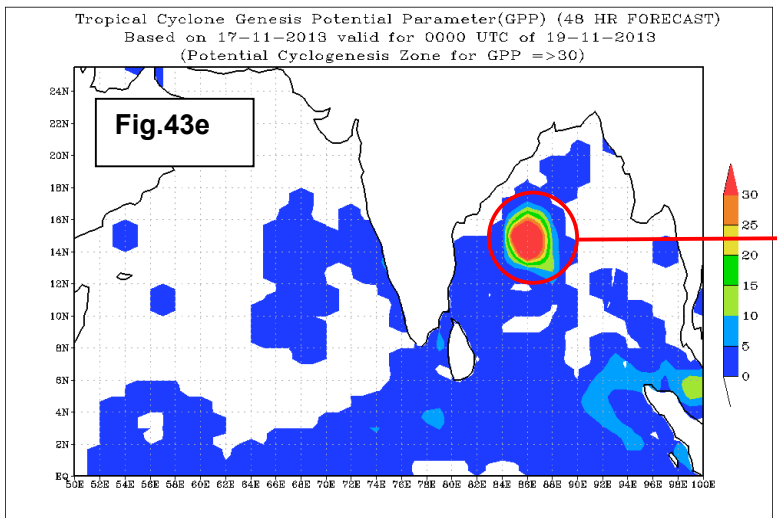 Tropical Cyclone Genesis Potential Parameter(GPP) (48 HR FORECAST)
Based on 17-11-2013 valid for 0000 UTC of 19-11-2013
(Potential Cyclogenesis Zone for GPP =>30)
Fig.43e
24N
22N
20N
18N
16N
14N
12N
10N
8N
6N
4N
2N
EQ
50E 52E 54E 56E 58E 60E 62E 64E 66E 68E 70E 72E 74E 76E 78E 80E 82E 84E 86E 88E 90E 92E 94E 96E 98E 100E
30
25
20
15
10
5
0